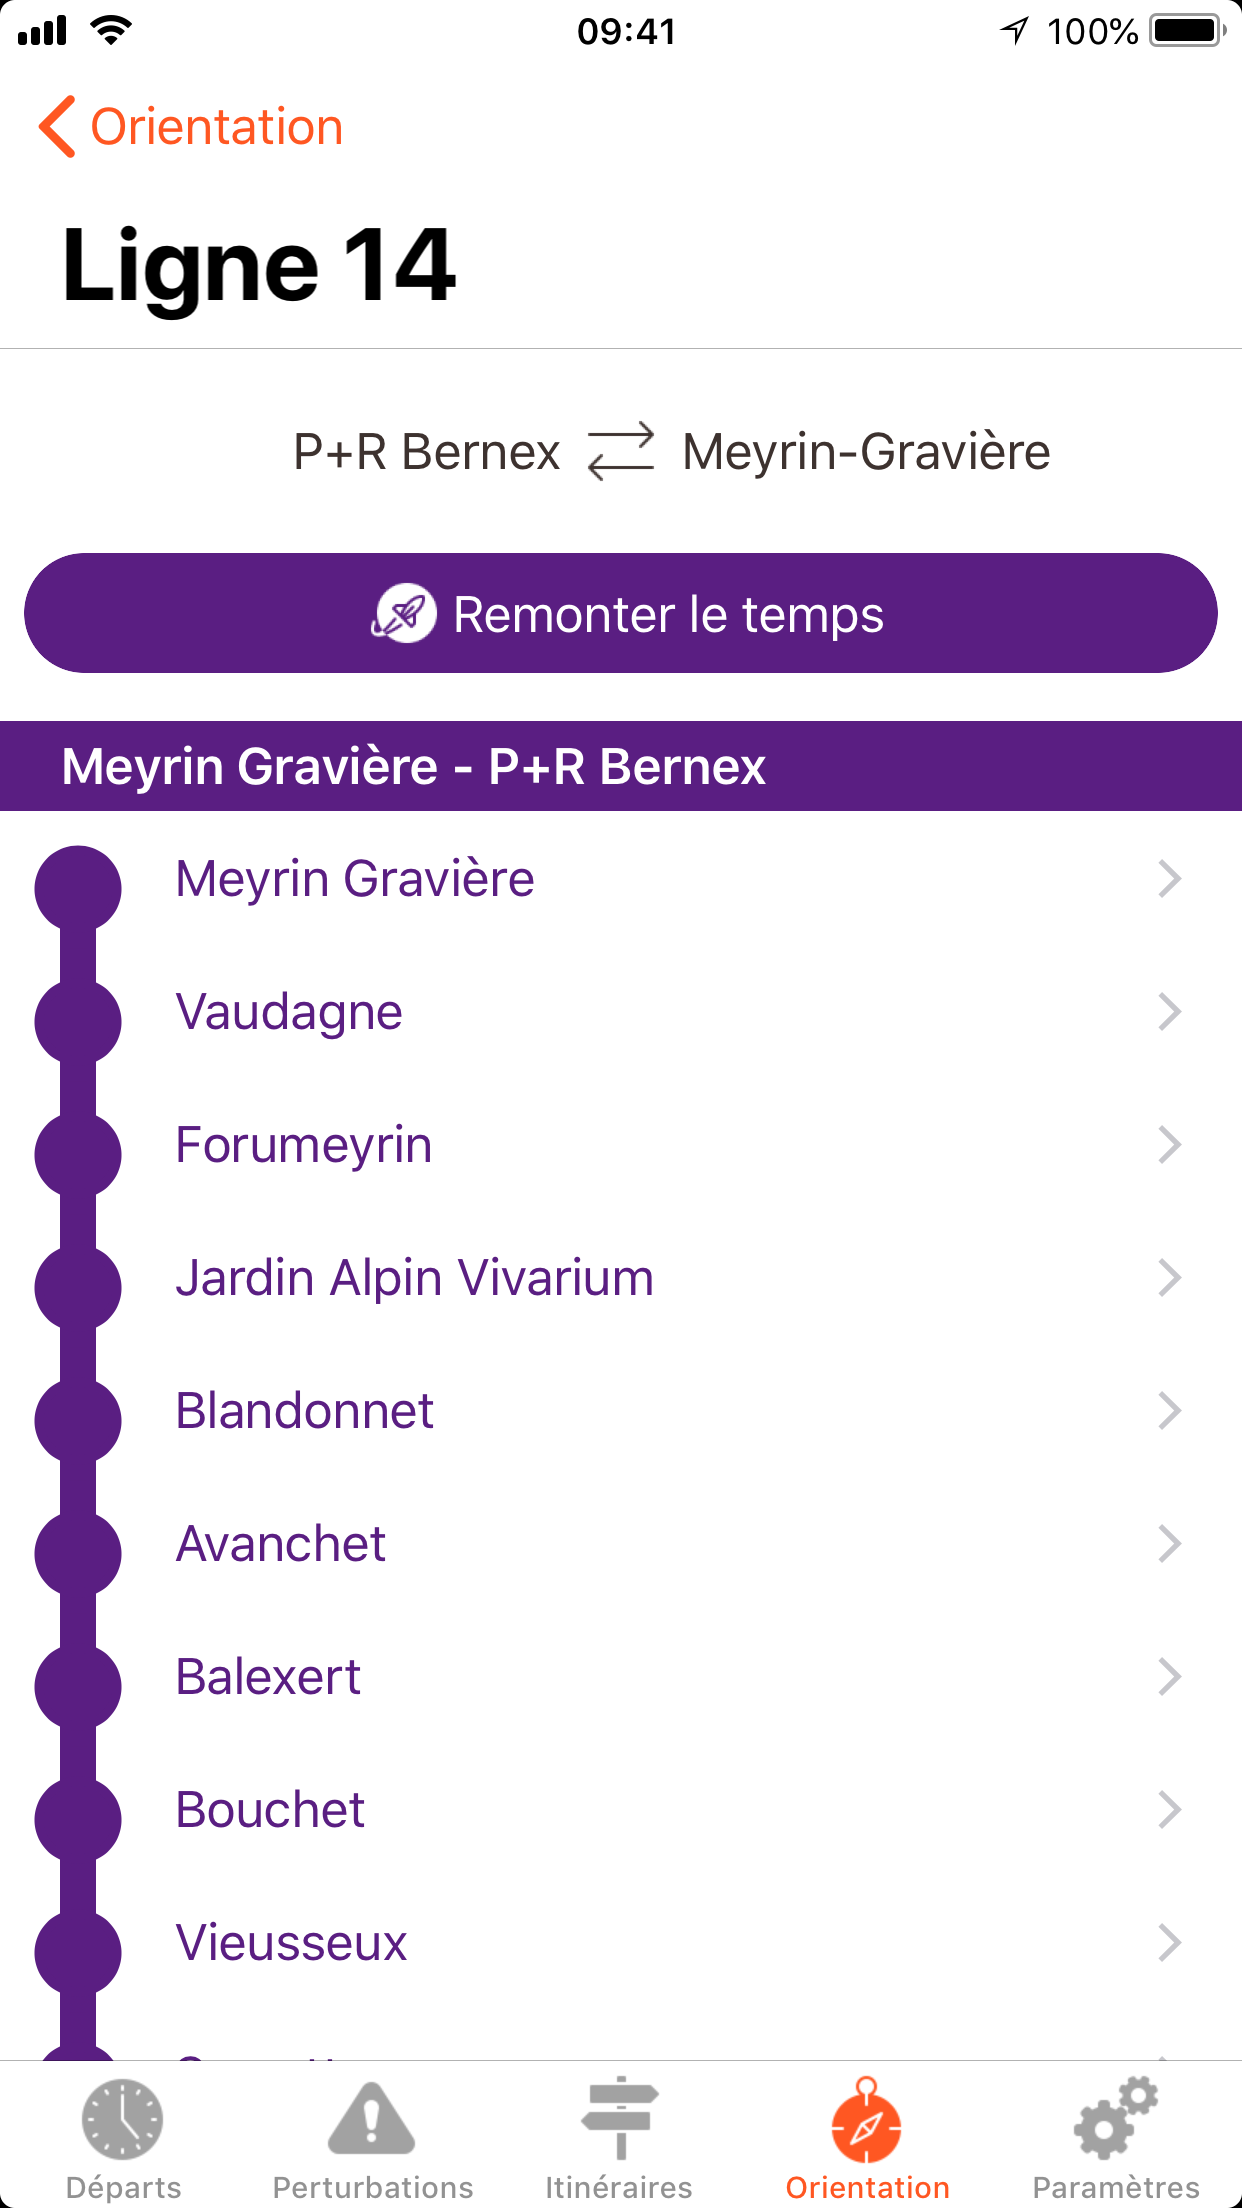 09:41
100%
Orientation
Ligne 14
P+R Bernex Meyrin-Gravière
Remonter le temps
Meyrin Gravière - P+R Bernex
Meyrin Gravière
Vaudagne
Forumeyrin
Jardin Alpin Vivarium
Blandonnet
Avanchet
Balexert
Bouchet
Vieusseux
Départs Perturbations Itinéraires Orientation Paramètres